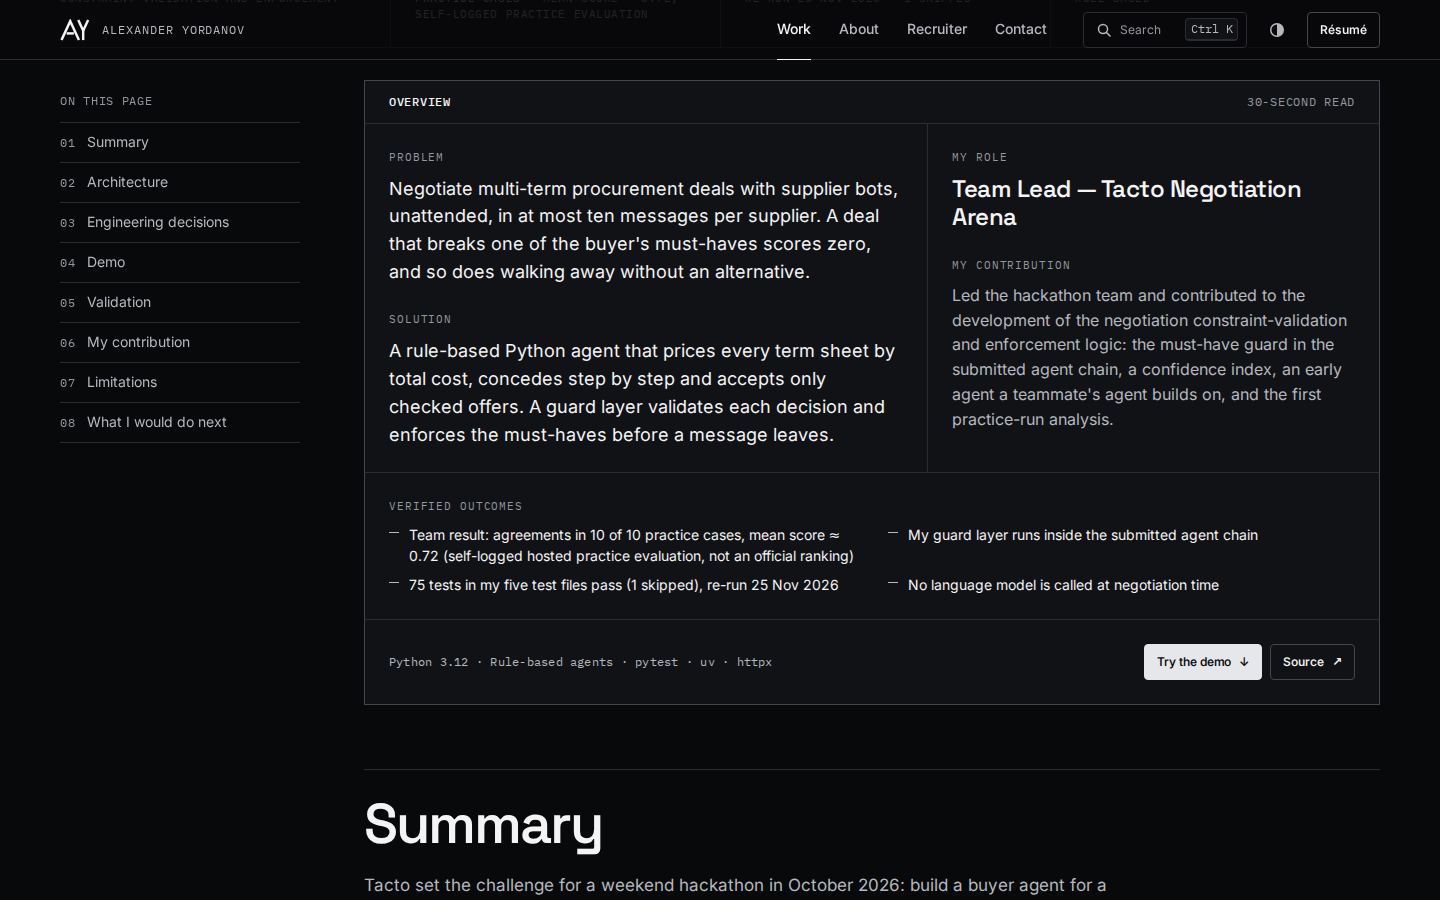 SELF-LOGGED PRACTICE EVALUATION
AY ALEXANDER YORDANOV
Work About Recruiter Contact
Search Ctrl K
Résumé
ON THIS PAGE
01 Summary
02 Architecture
03 Engineering decisions
04 Demo
05 Validation
06 My contribution
07 Limitations
08 What I would do next
OVERVIEW
30-SECOND READ
PROBLEM
Negotiate multi-term procurement deals with supplier bots,
unattended, in at most ten messages per supplier. A deal
that breaks one of the buyer's must-haves scores zero,
and so does walking away without an alternative.
SOLUTION
A rule-based Python agent that prices every term sheet by
total cost, concedes step by step and accepts only
checked offers. A guard layer validates each decision and
enforces the must-haves before a message leaves.
MY ROLE
Team Lead — Tacto Negotiation
Arena
MY CONTRIBUTION
Led the hackathon team and contributed to the
development of the negotiation constraint-validation
and enforcement logic: the must-have guard in the
submitted agent chain, a confidence index, an early
agent a teammate's agent builds on, and the first
practice-run analysis.
VERIFIED OUTCOMES
— Team result: agreements in 10 of 10 practice cases, mean score ≈
0.72 (self-logged hosted practice evaluation, not an official ranking)
— My guard layer runs inside the submitted agent chain
— 75 tests in my five test files pass (1 skipped), re-run 25 Nov 2026
— No language model is called at negotiation time
Python 3.12 · Rule-based agents · pytest · uv · httpx
Try the demo ↓
Source ↗
Summary
Tacto set the challenge for a weekend hackathon in October 2026: build a buyer agent for a